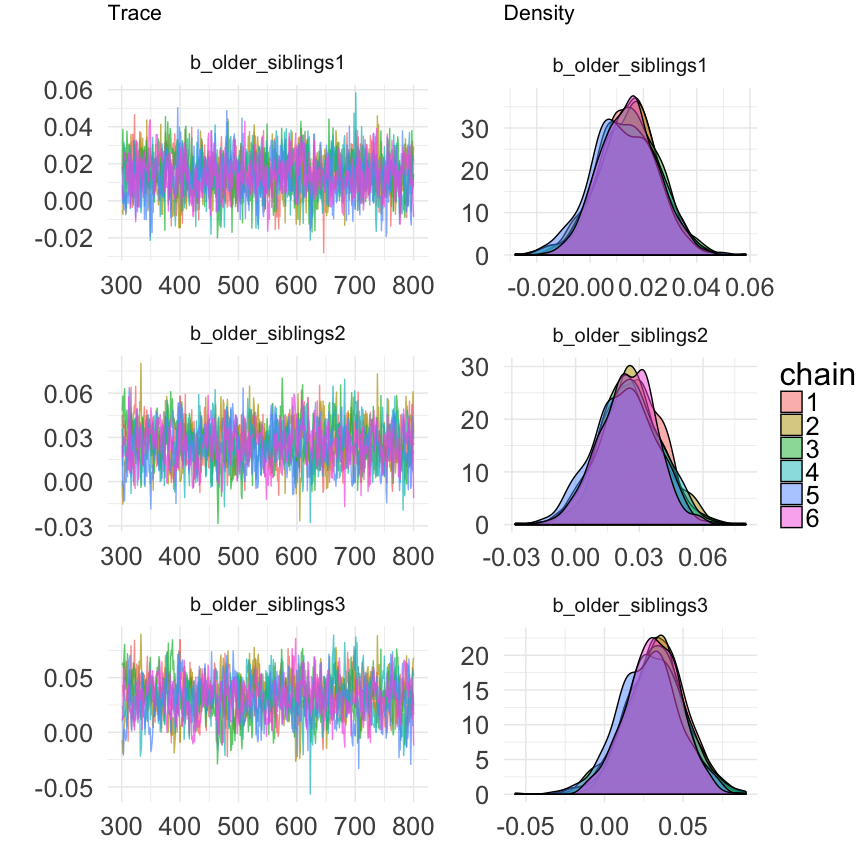 Trace Density
b_older_siblings1
0.06
0.04
0.02
0.00
-0.02
300 400 500 600 700 800
b_older_siblings1
30
20
10
0
-0.02 0.00 0.02 0.04 0.06
b_older_siblings2
0.06
0.03
0.00
-0.03
300 400 500 600 700 800
b_older_siblings2
30
20
10
0
-0.03 0.00 0.03 0.06
b_older_siblings3
0.05
0.00
-0.05
300 400 500 600 700 800
b_older_siblings3
20
15
10
5
0
-0.05 0.00 0.05
chain
1
2
3
4
5
6